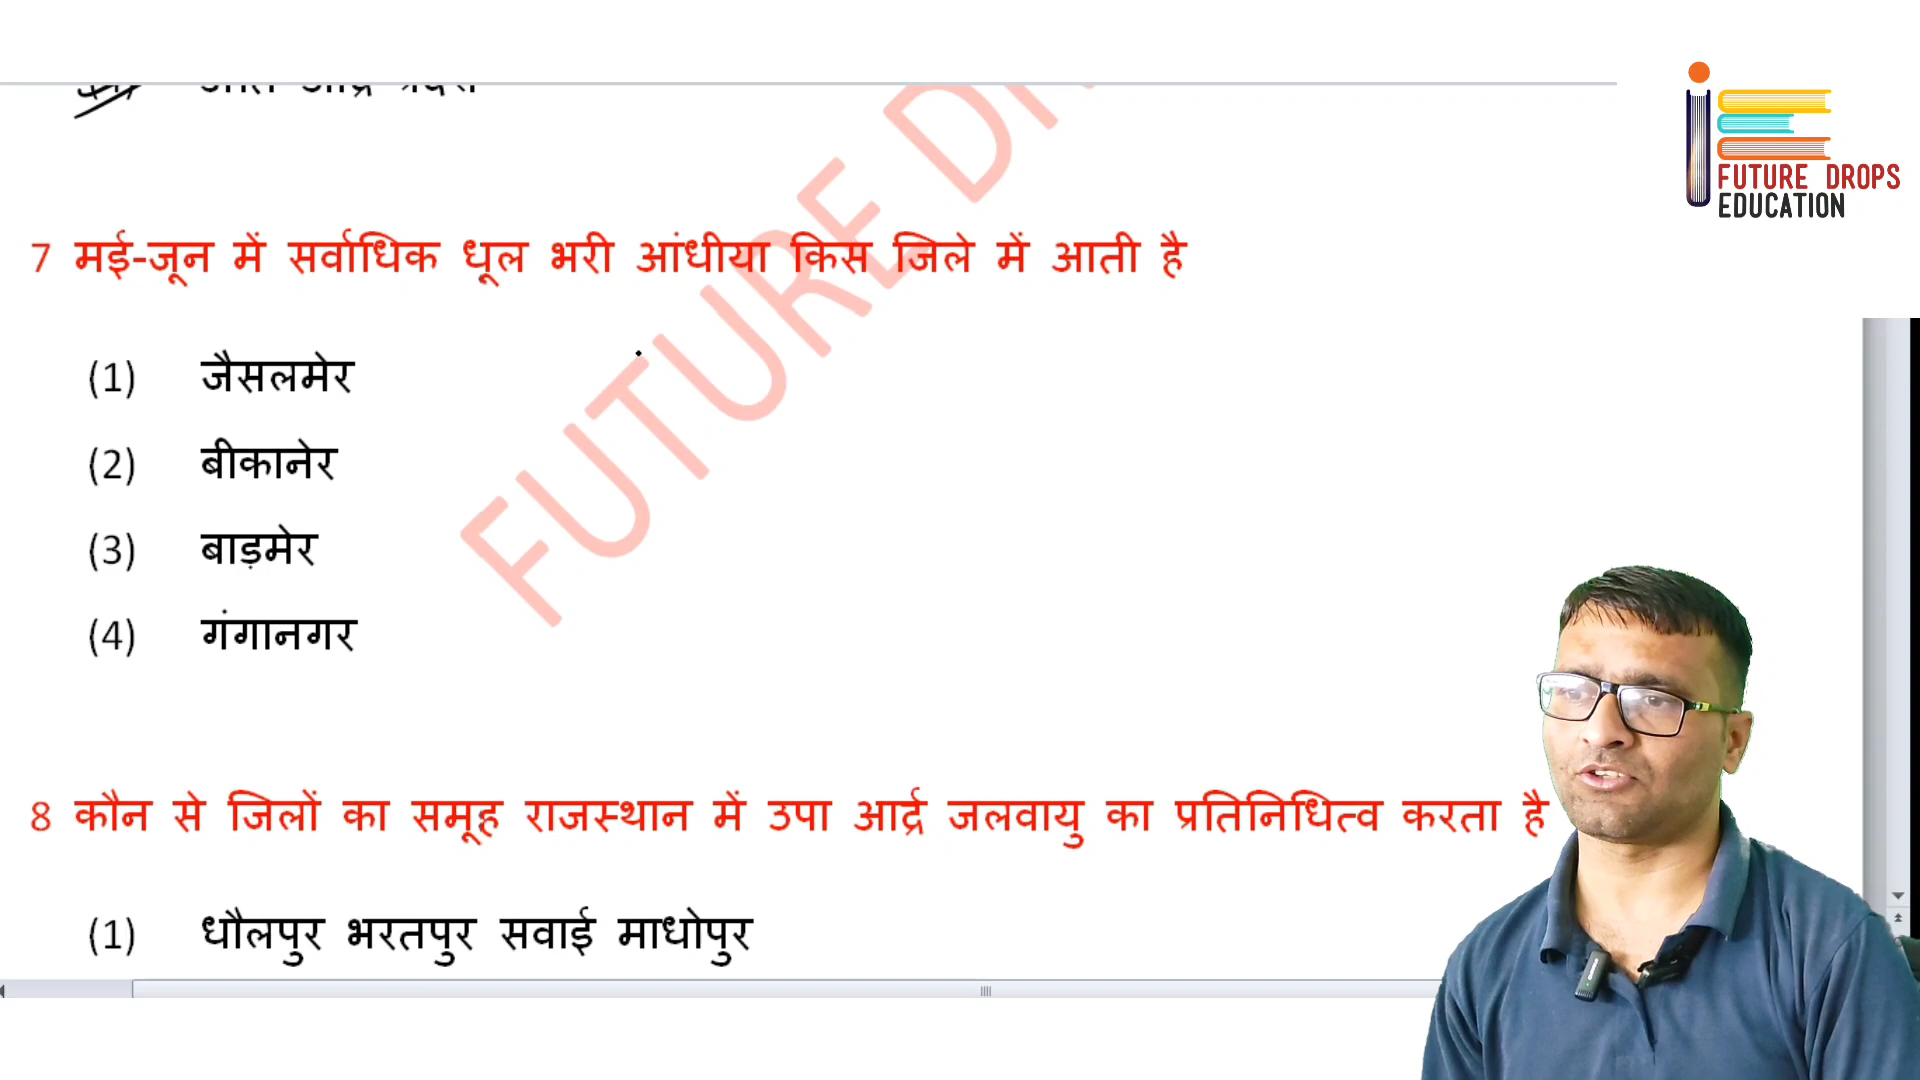 7 मई-जून में सर्वाधिक धूल भरी आंधीया किस जिले में आती है
(1) जैसलमेर
(2) बीकानेर
(3) बाड़मेर
(4) गंगानगर
8 कौन से जिलों का समूह राजस्थान में उपा आर्द्र जलवायु का प्रतिनिधित्व करता है
(1) धौलपुर भरतपुर सवाई माधोपुर
FUTURE
FUTURE DROPS
EDUCATION